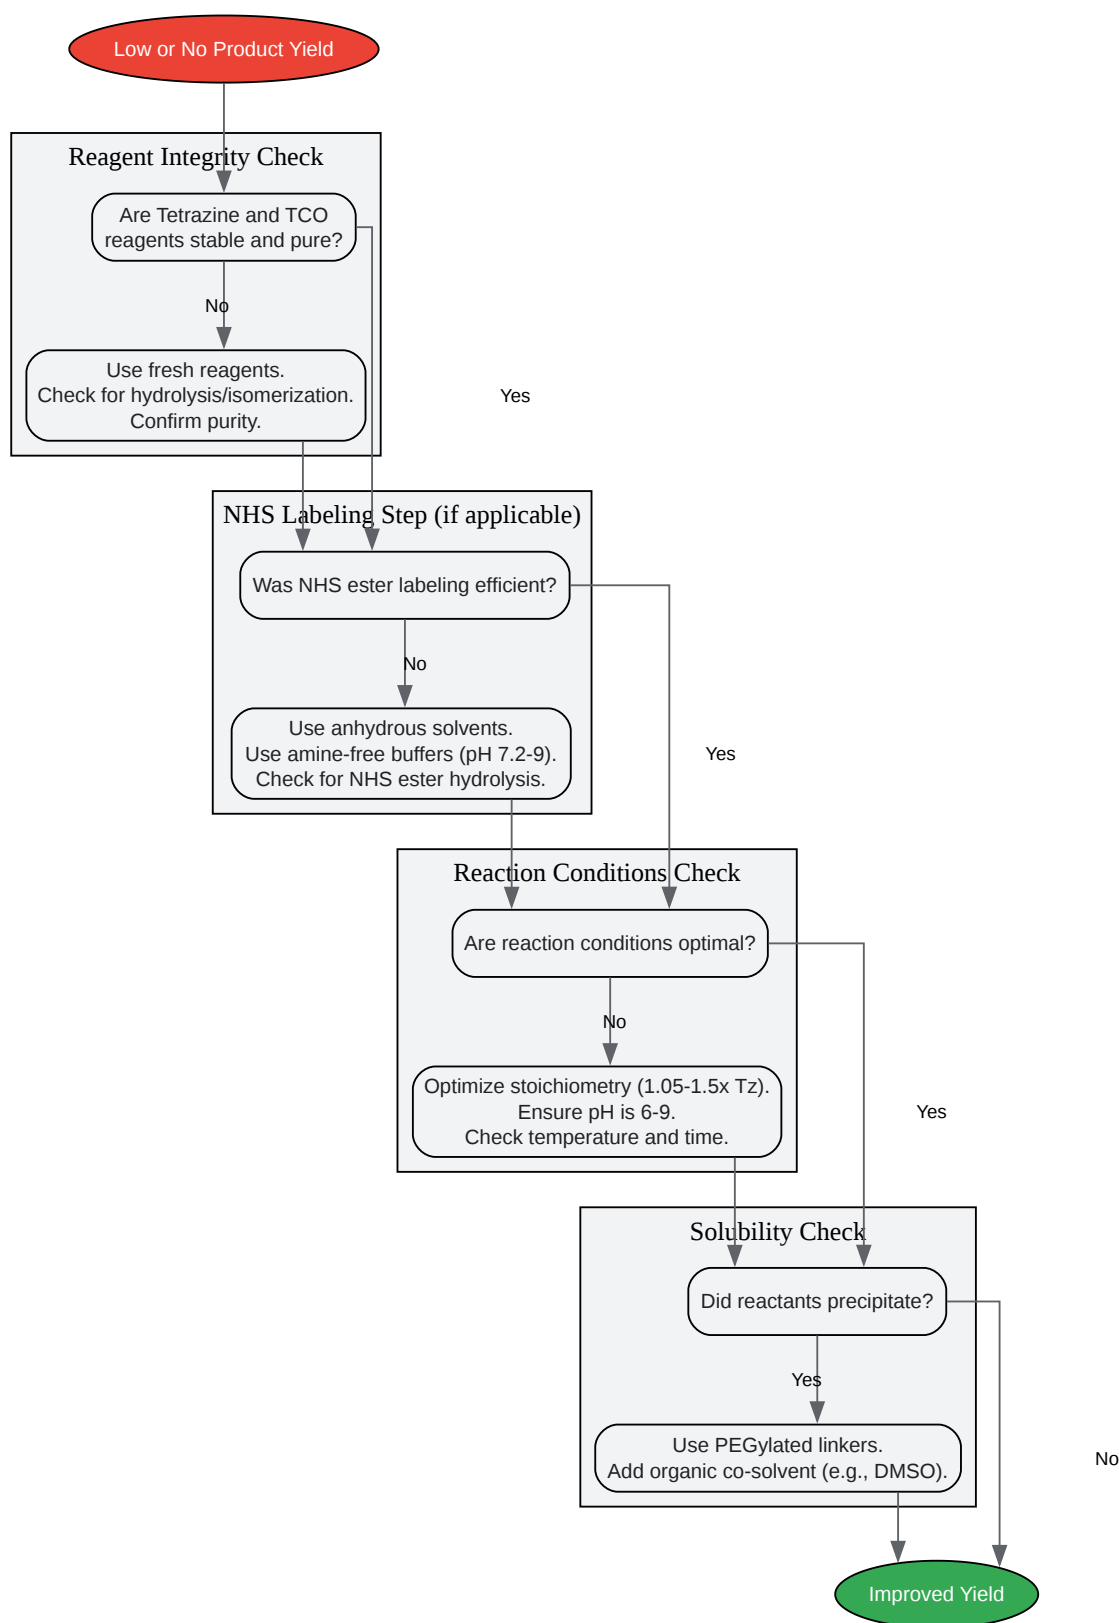 Low or No Product Yield
Reagent Integrity Check
Are Tetrazine and TCO
reagents stable and pure?
No
Use fresh reagents.
Check for hydrolysis/isomerization.
Confirm purity.
Yes
NHS Labeling Step (if applicable)
Was NHS ester labeling efficient?
No
Use anhydrous solvents.
Use amine-free buffers (pH 7.2-9).
Check for NHS ester hydrolysis.
Yes
Reaction Conditions Check
Are reaction conditions optimal?
No
Optimize stoichiometry (1.05-1.5x Tz).
Ensure pH is 6-9.
Check temperature and time.
Yes
Solubility Check
Did reactants precipitate?
Yes
Use PEGylated linkers.
Add organic co-solvent (e.g., DMSO).
No
Improved Yield